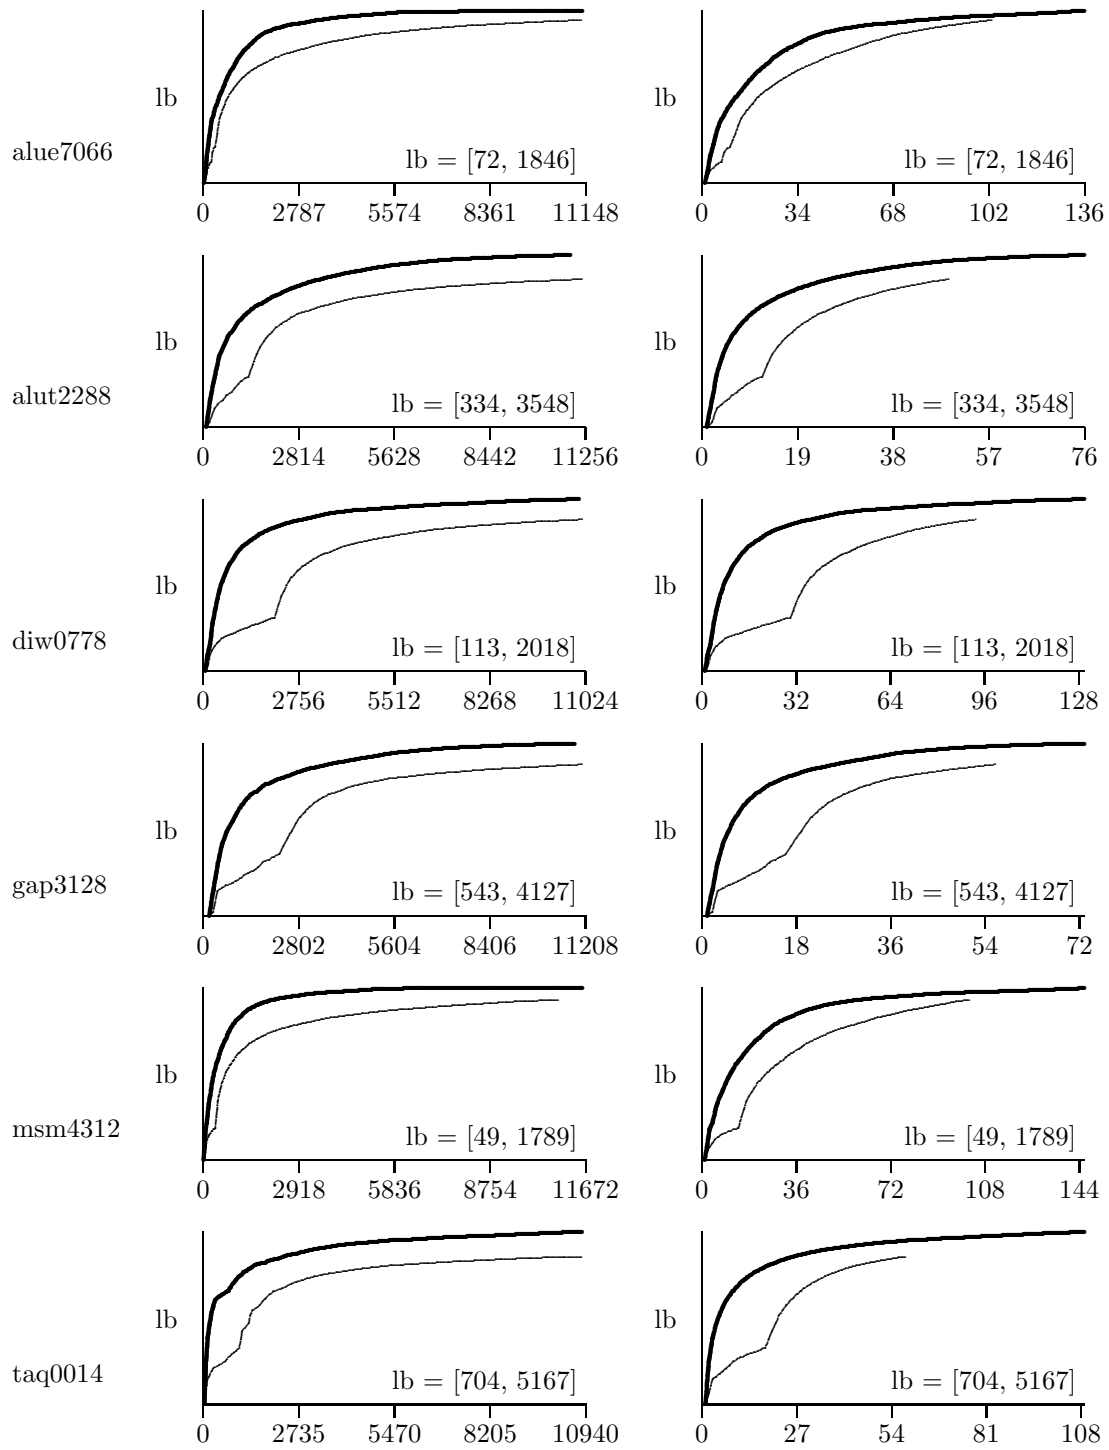 lb lb
alue7066 lb = [72, 1846] lb = [72, 1846]
0 2787 5574 8361 11148 0 34 68 102 136
lb lb
alut2288 lb = [334, 3548] lb = [334, 3548]
0 2814 5628 8442 11256 0 19 38 57 76
lb lb
diw0778 lb = [113, 2018] lb = [113, 2018]
0 2756 5512 8268 11024 0 32 64 96 128
lb lb
gap3128 lb = [543, 4127] lb = [543, 4127]
0 2802 5604 8406 11208 0 18 36 54 72
lb lb
msm4312 lb = [49, 1789] lb = [49, 1789]
0 2918 5836 8754 11672 0 36 72 108 144
lb lb
taq0014 lb = [704, 5167] lb = [704, 5167]
0 2735 5470 8205 10940 0 27 54 81 108